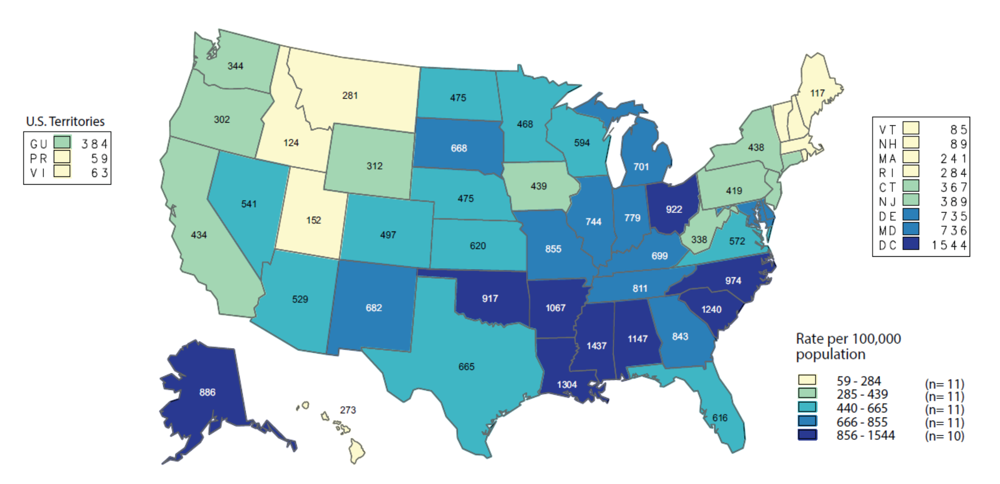 344
281
475
117
302
468
124
668
594
438
U.S. Territories
GU 384
PR 59
VI 63
312
701
439
419
541
475
922
152
744
779
434
497
338
572
620
855
699
VT 85
NH 89
MA 241
RI 284
CT 367
NJ 389
DE 735
MD 736
DC 1544
974
811
529
917
682
1067
1240
1437
1147
843
665
1304
886
273
616
Rate per 100,000
population
59 - 284 (n= 11)
285 - 439 (n= 11)
440 - 665 (n= 11)
666 - 855 (n= 11)
856 - 1544 (n= 10)